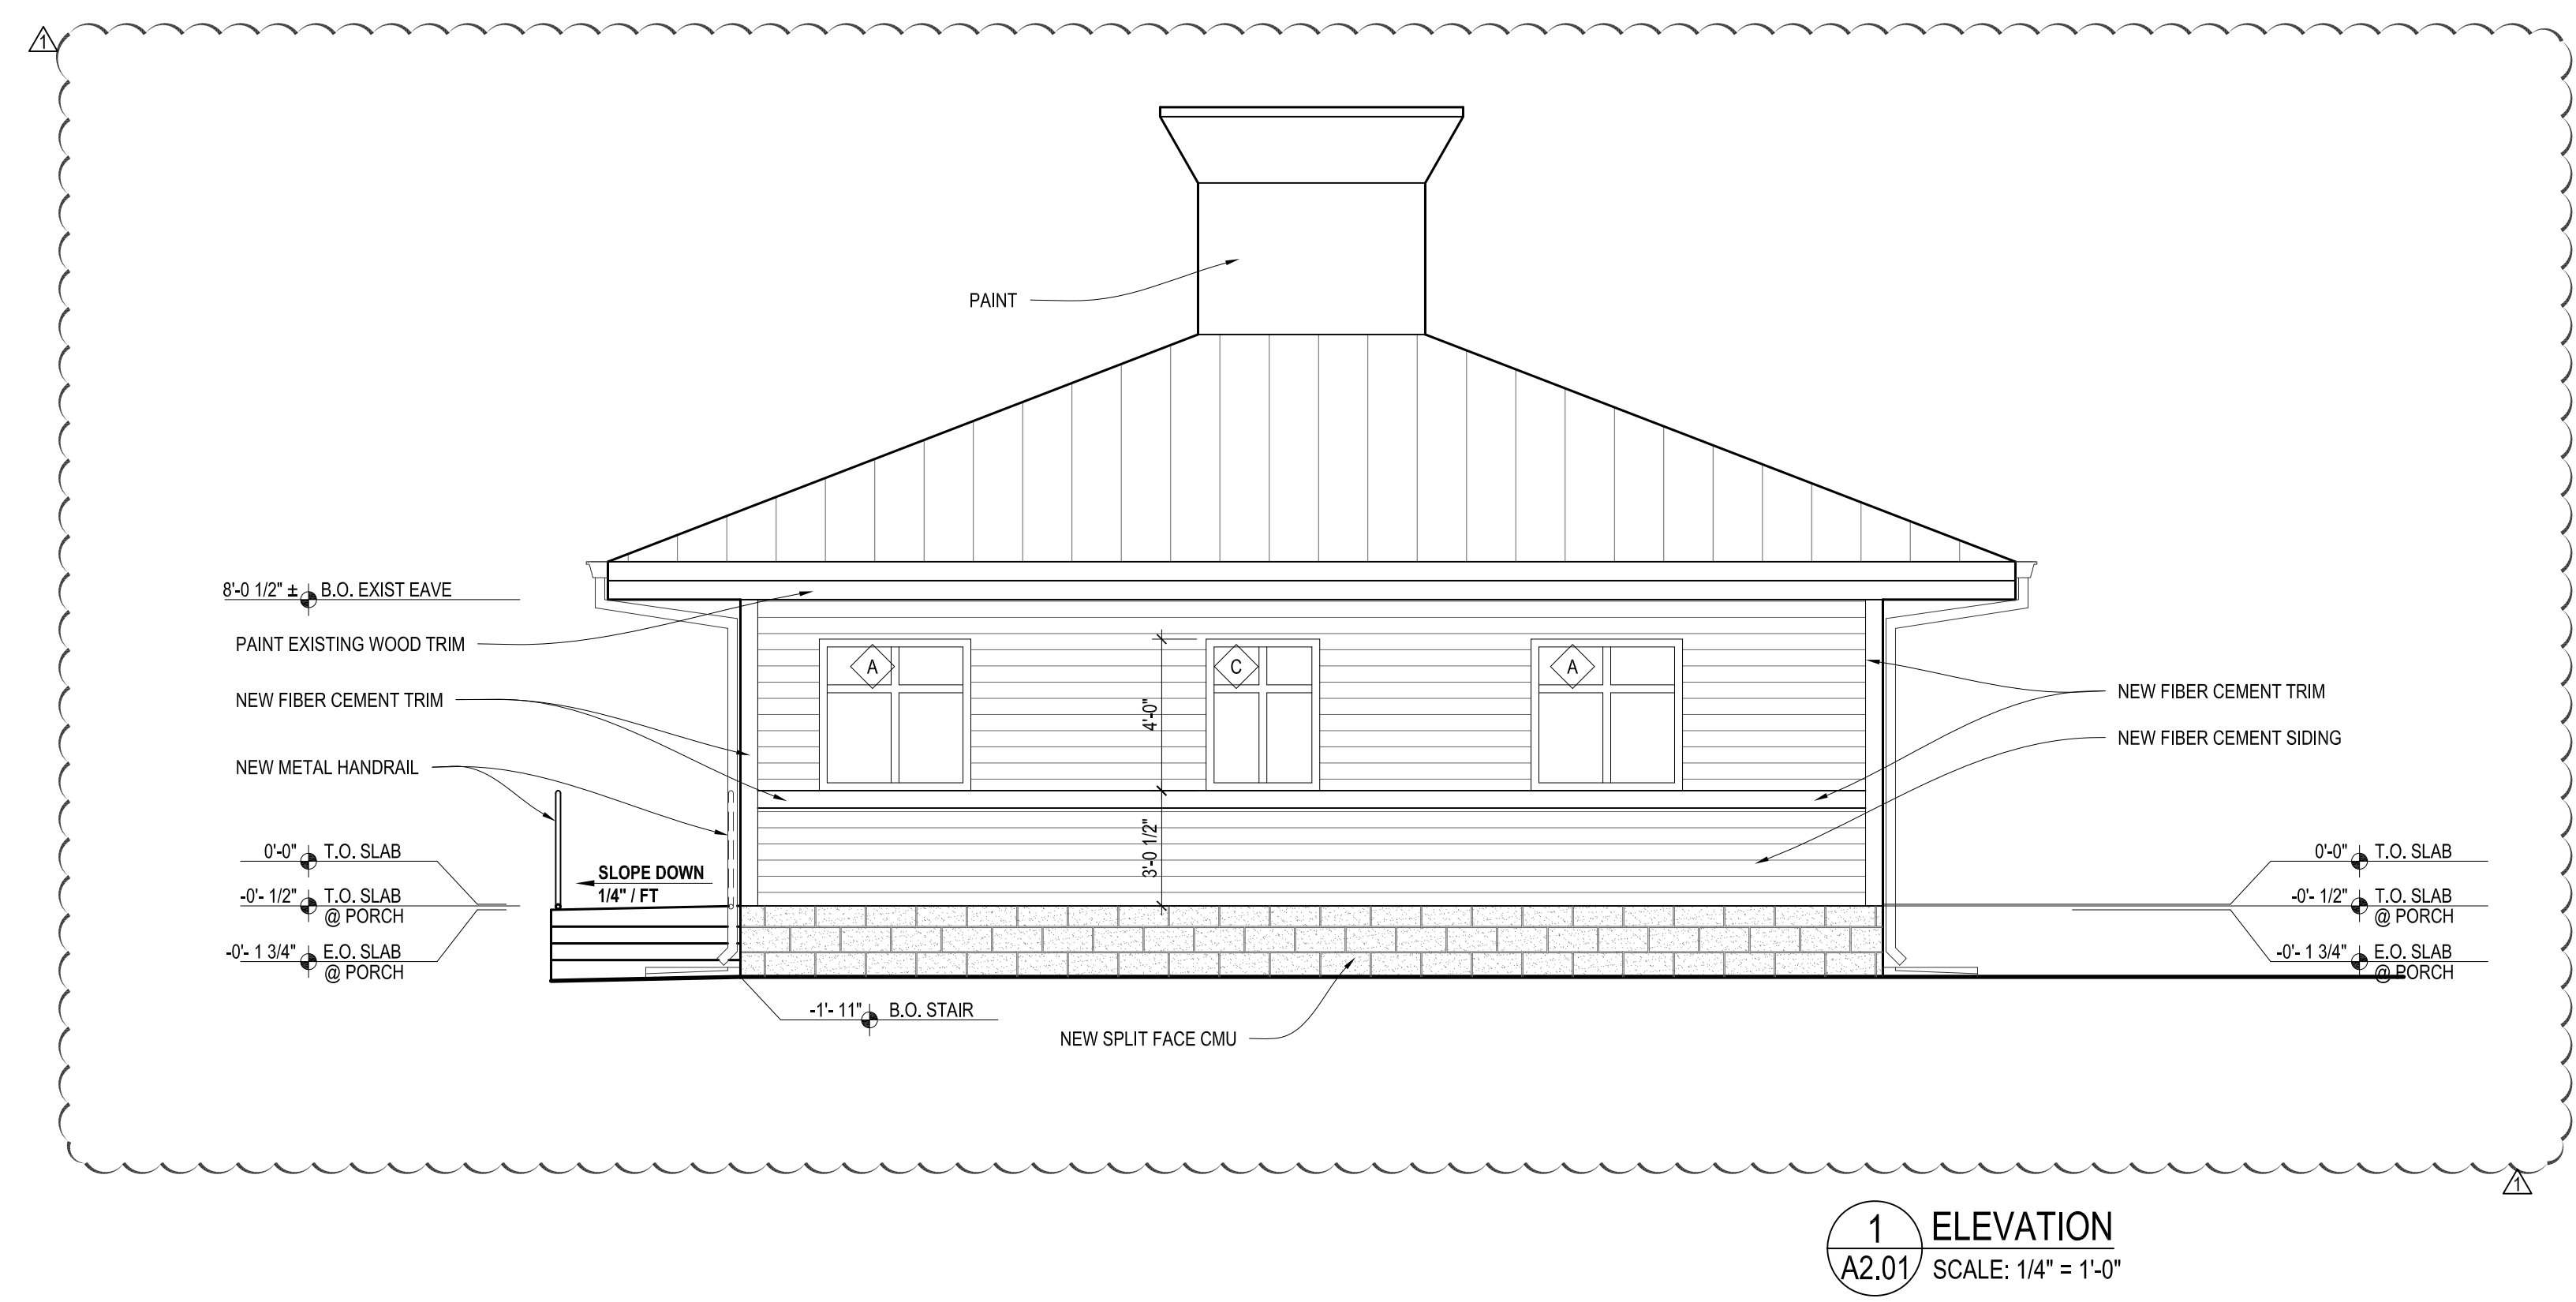 1
PAINT
8'-0 1/2" ± B.O. EXIST EAVE
PAINT EXISTING WOOD TRIM
NEW FIBER CEMENT TRIM
NEW METAL HANDRAIL
0'-0" T.O. SLAB
-0'- 1/2" T.O. SLAB
@ PORCH
-0'- 1 3/4" E.O. SLAB
@ PORCH
SLOPE DOWN
1/4" / FT
A
C
A
4'-0"
3'-0 1/2"
-1'- 11" B.O. STAIR
NEW SPLIT FACE CMU
NEW FIBER CEMENT TRIM
NEW FIBER CEMENT SIDING
0'-0" T.O. SLAB
-0'- 1/2" T.O. SLAB
@ PORCH
-0'- 1 3/4" E.O. SLAB
@ PORCH
1
1
A2.01
ELEVATION
SCALE: 1/4" = 1'-0"